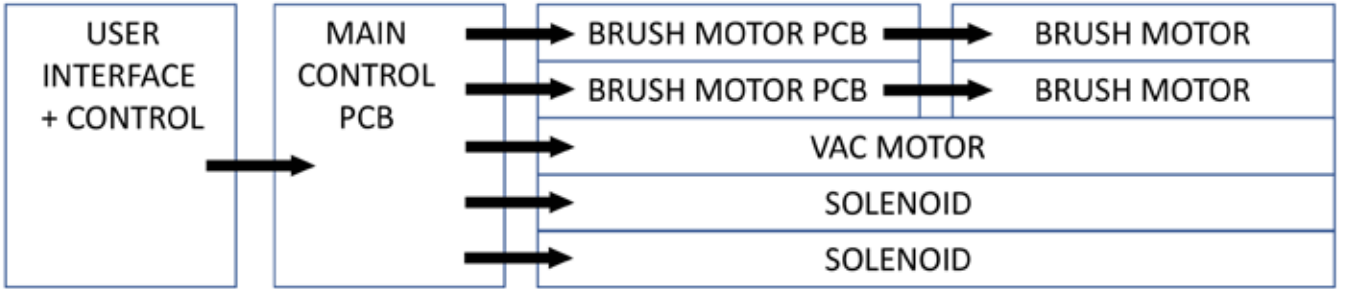 USER
INTERFACE
+ CONTROL
MAIN
CONTROL
PCB
BRUSH MOTOR PCB
BRUSH MOTOR
BRUSH MOTOR PCB
BRUSH MOTOR
VAC MOTOR
SOLENOID
SOLENOID